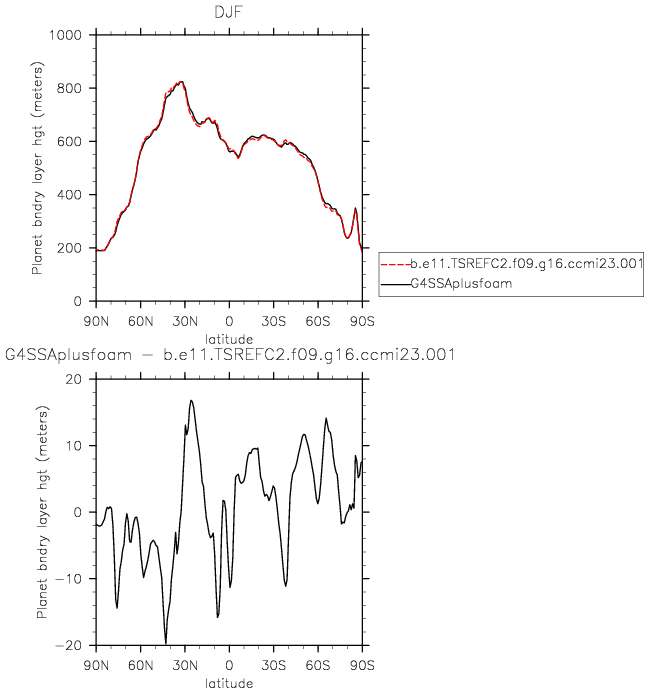 DJF
1000
800
600
400
200
0
Planet bndry layer hgt (meters)
90N 60N 30N 0 30S 60S 90S
latitude
b.e11.TSREFC2.f09.g16.ccmi23.001
G4SSAplusfoam
G4SSAplusfoam − b.e11.TSREFC2.f09.g16.ccmi23.001
20
10
0
−10
−20
Planet bndry layer hgt (meters)
90N 60N 30N 0 30S 60S 90S
latitude